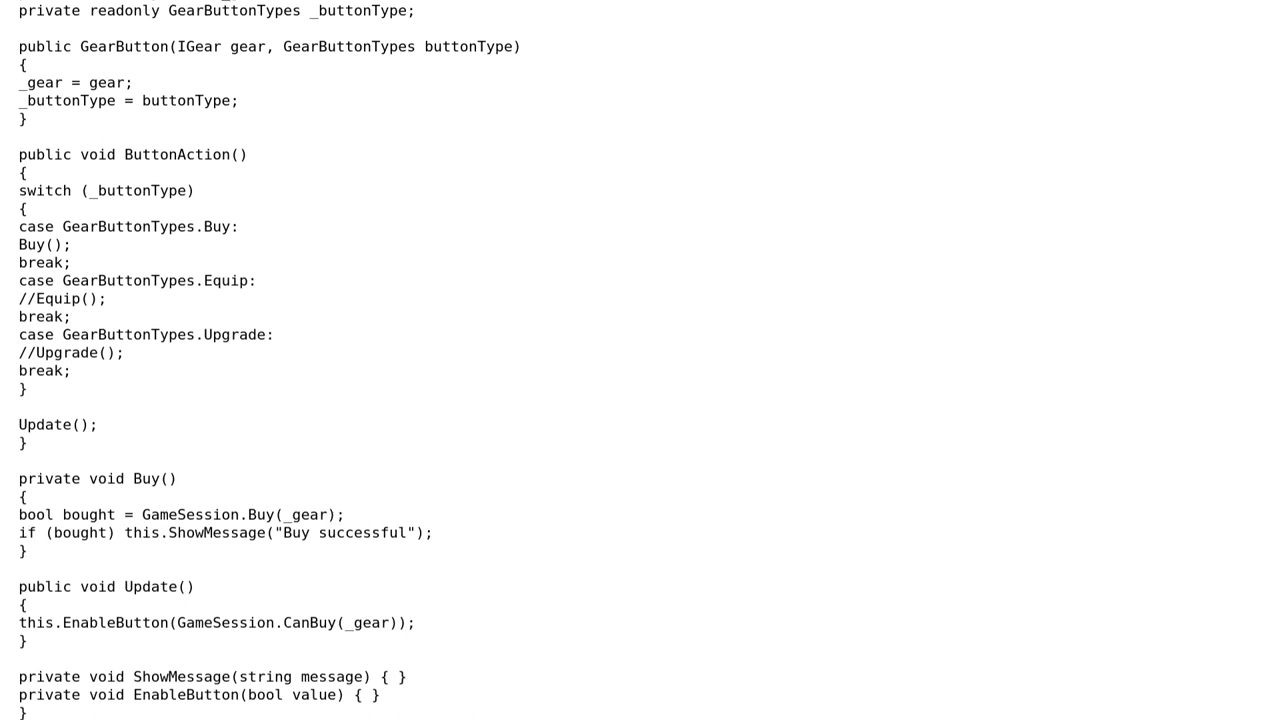 private readonly GearButtonTypes _buttonType;
public GearButton(IGear gear, GearButtonTypes buttonType)
{
_gear = gear;
_buttonType = buttonType;
}
public void ButtonAction()
{
switch (_buttonType)
{
case GearButtonTypes.Buy:
Buy();
break;
case GearButtonTypes.Equip:
//Equip();
break;
case GearButtonTypes.Upgrade:
//Upgrade();
break;
}
Update();
}
private void Buy()
{
bool bought = GameSession.Buy(_gear);
if (bought) this.ShowMessage("Buy successful");
}
public void Update()
{
this.EnableButton(GameSession.CanBuy(_gear));
}
private void ShowMessage(string message) { }
private void EnableButton(bool value) { }
}